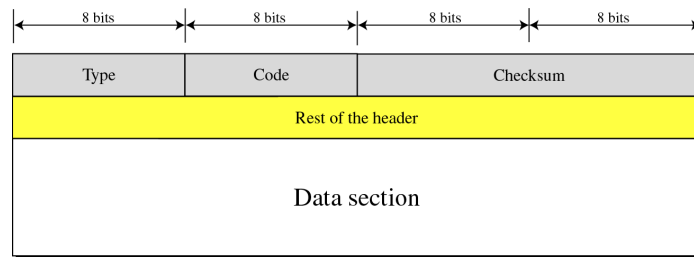 8 bits 8 bits 8 bits 8 bits
Type Code Checksum
Rest of the header
Data section